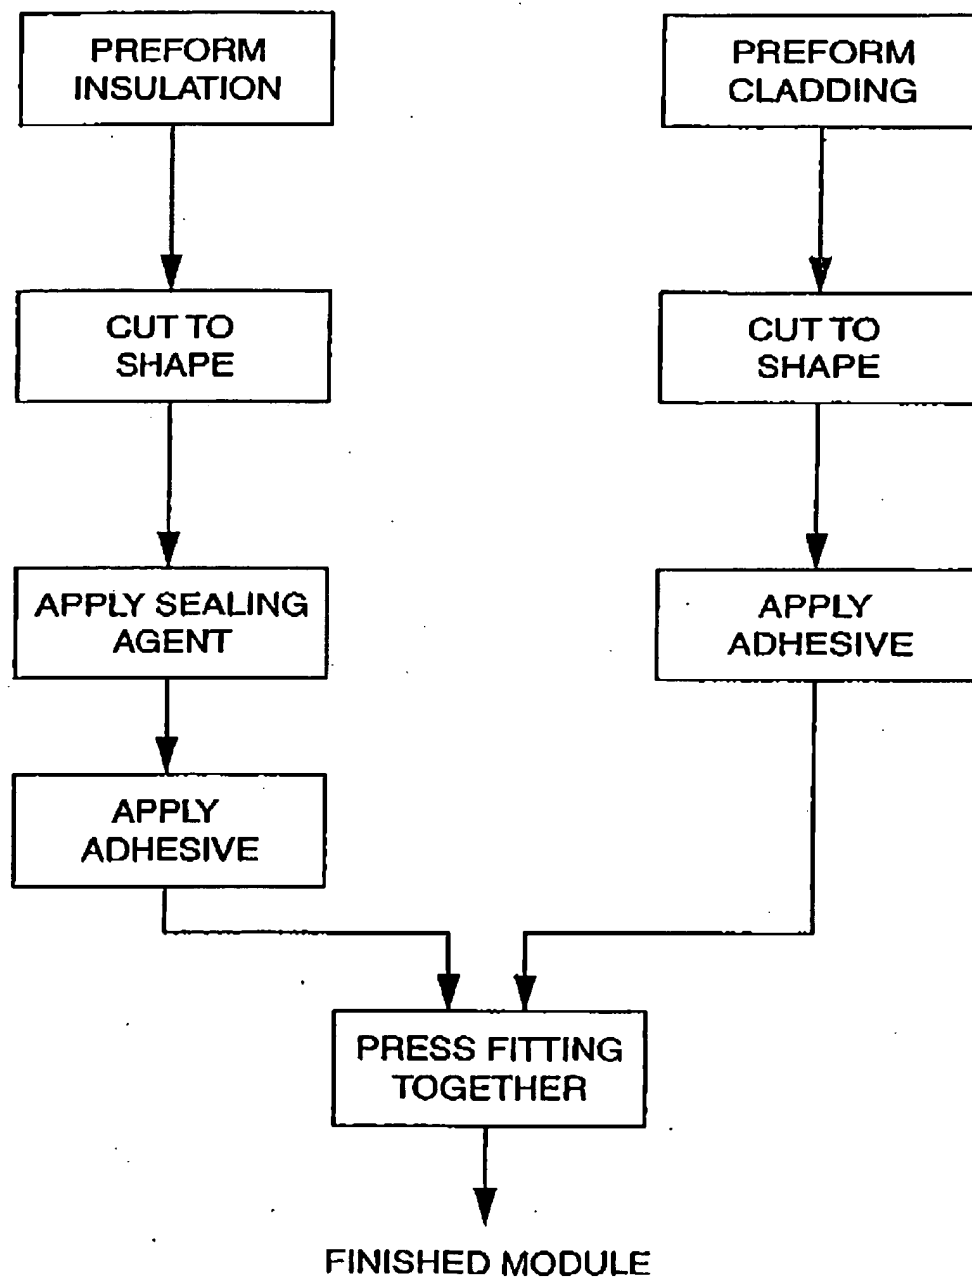 PREFORM
INSULATION
PREFORM
CLADDING
CUT TO
SHAPE
CUT TO
SHAPE
APPLY SEALING
AGENT
APPLY
ADHESIVE
APPLY
ADHESIVE
PRESS FITTING
TOGETHER
FINISHED MODULE